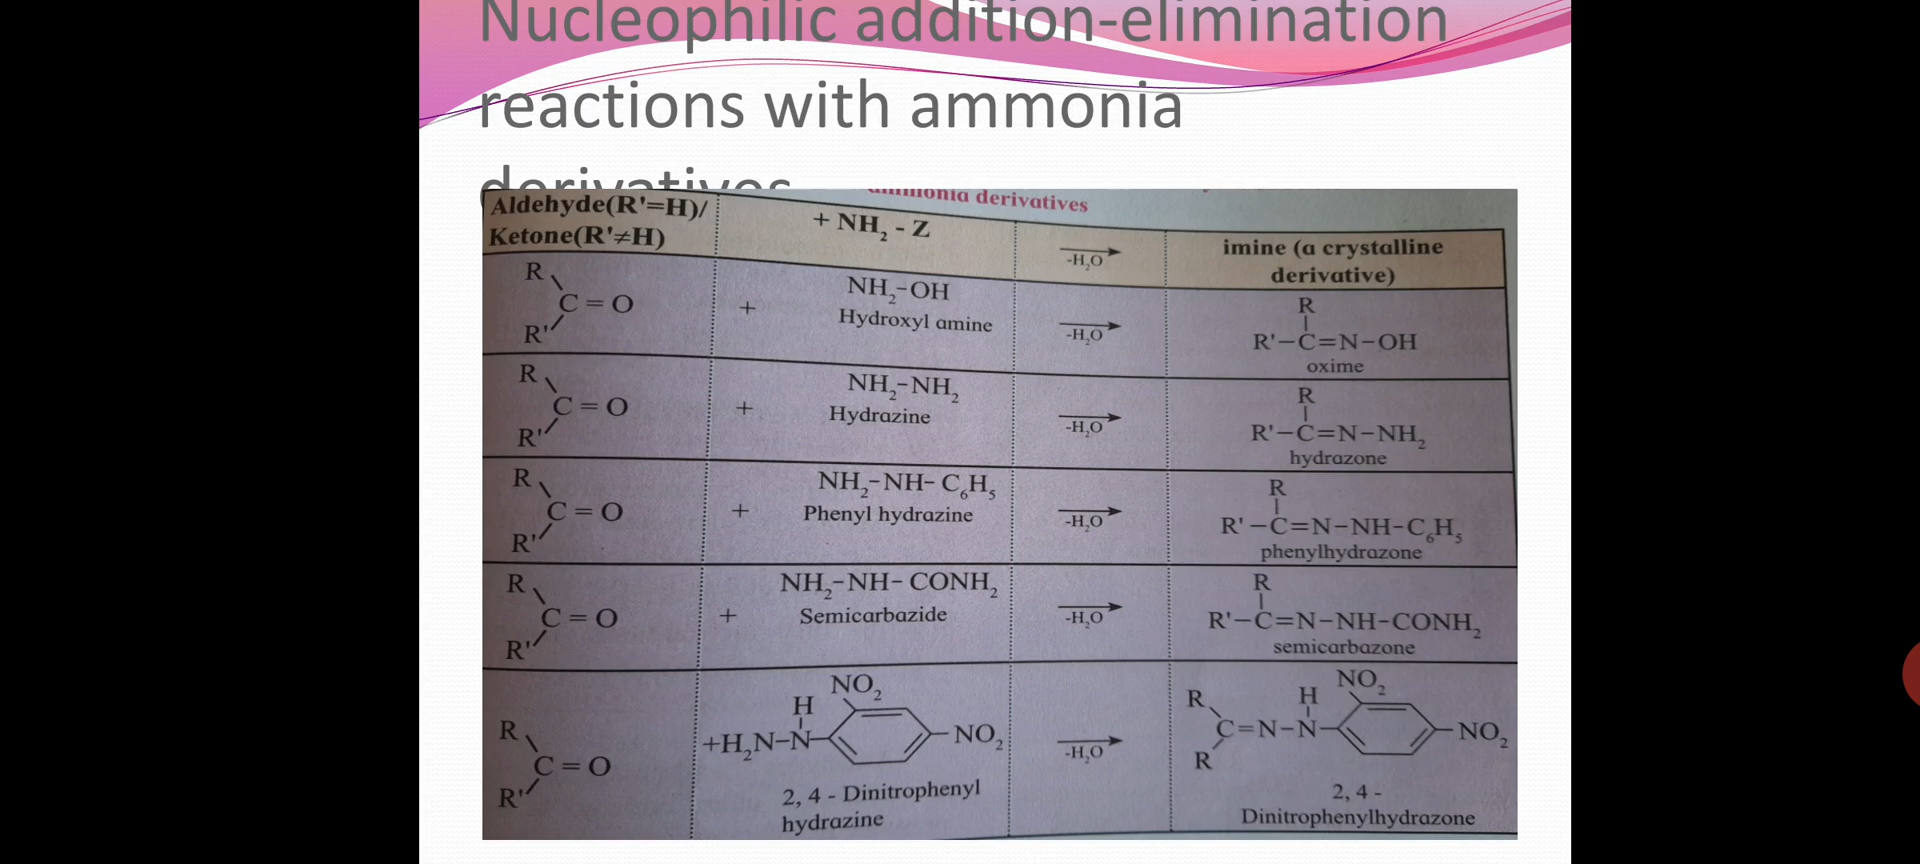 Nucleophilic addition-elimination
reactions with ammonia
derivatives
ammonia derivatives
Aldehyde(R'=H)/
Ketone(R'≠H)
+ NH₂ - Z
-H₂O
imine (a crystalline
derivative)
R
C = O
R'
+
NH₂-OH
Hydroxyl amine
-H₂O
R
R'-C=N-OH
oxime
R
C = O
R'
+
NH₂-NH₂
Hydrazine
-H₂O
R
R'-C=N-NH₂
hydrazone
R
C = O
R'
+
NH₂-NH- C₆H₅
Phenyl hydrazine
-H₂O
R
R'-C=N-NH-C₆H₅
phenylhydrazone
R
C = O
R'
+
NH₂-NH- CONH₂
Semicarbazide
-H₂O
R
R'-C=N-NH-CONH₂
semicarbazone
R
C = O
R'
NO₂
H
+H₂N-N
NO₂
2, 4 - Dinitrophenyl
hydrazine
-H₂O
NO₂
R
H
C=N-N
NO₂
R
2, 4 -
Dinitrophenylhydrazone